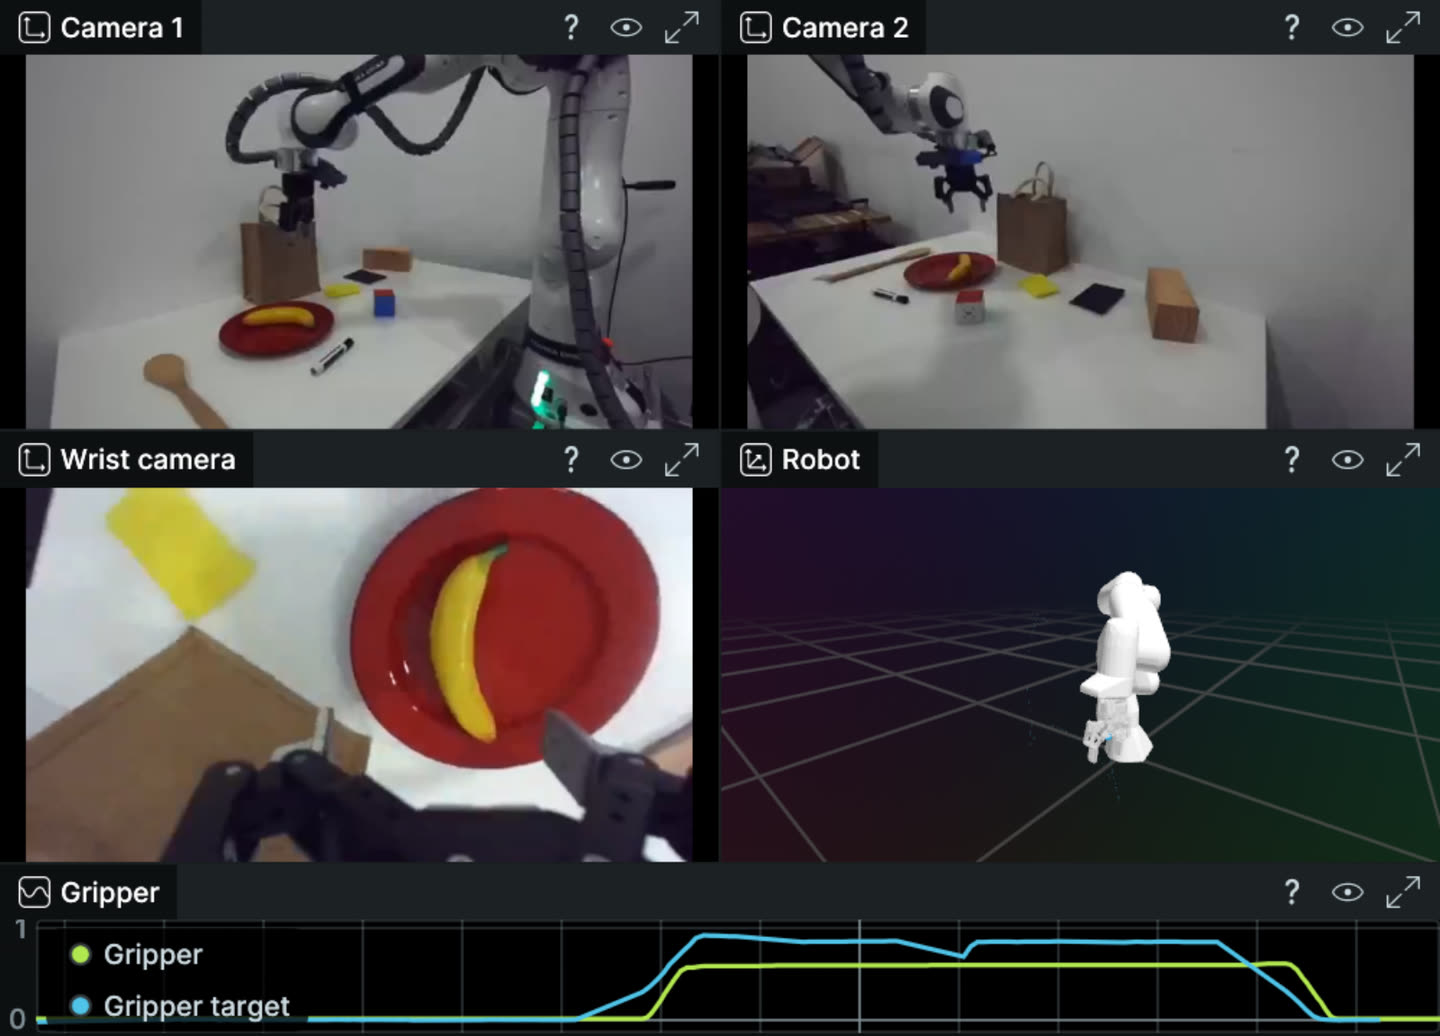 Camera 1
?
Camera 2
?
Wrist camera
?
Robot
?
Gripper
?
1
Gripper
Gripper target
0